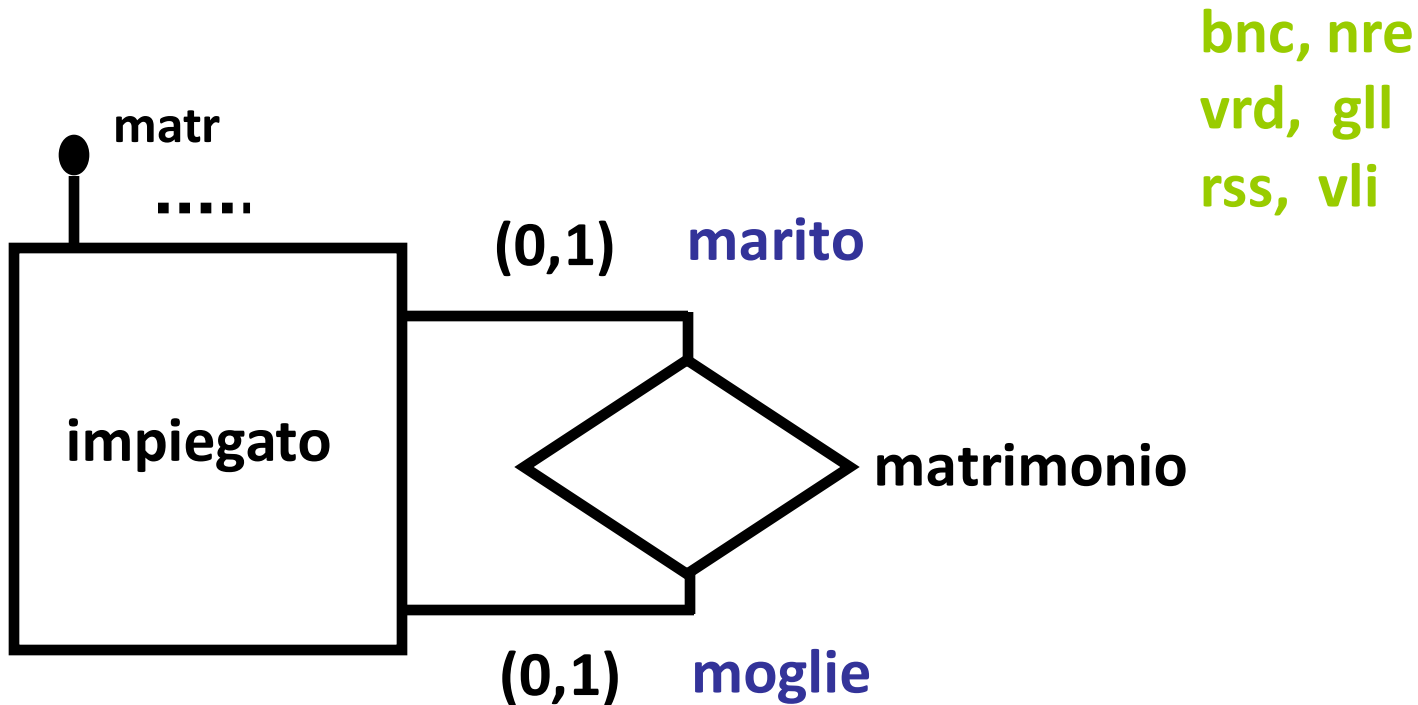 bnc, nre
matr
vrd, gll
.....
rss, vli
(0,1) marito
impiegato
matrimonio
(0,1) moglie